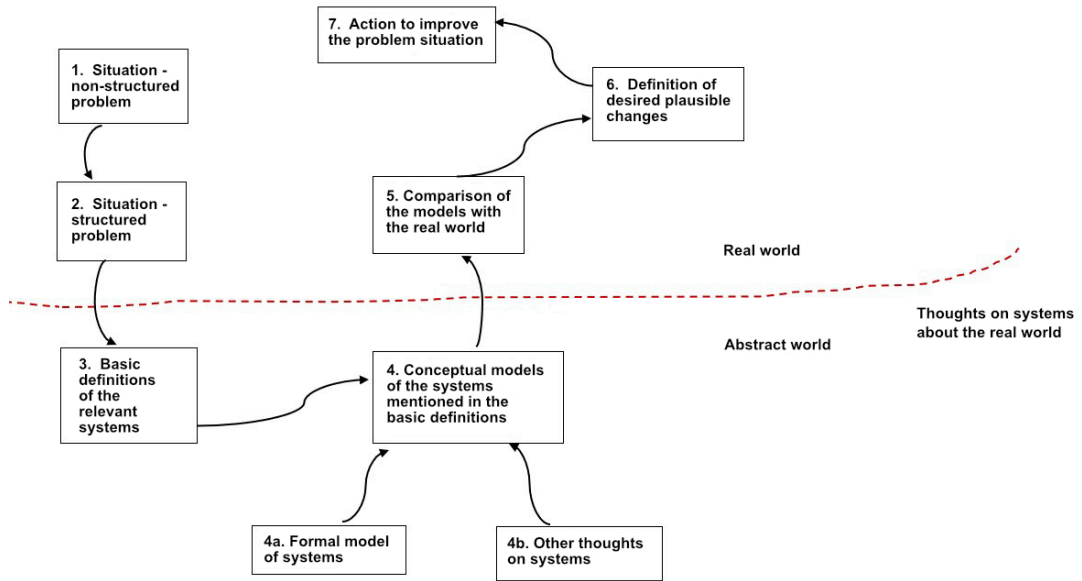 7.  Action to improve
the problem situation
1.  Situation -
non-structured
problem
6.  Definition of
desired plausible
changes
2.  Situation -
structured
problem
5. Comparison of
the models with
the real world
Real world
Thoughts on systems
about the real world
Abstract world
3.  Basic
definitions
of the
relevant
systems
4. Conceptual models
of the systems
mentioned in the
basic definitions
4a. Formal model
of systems
4b. Other thoughts
on systems